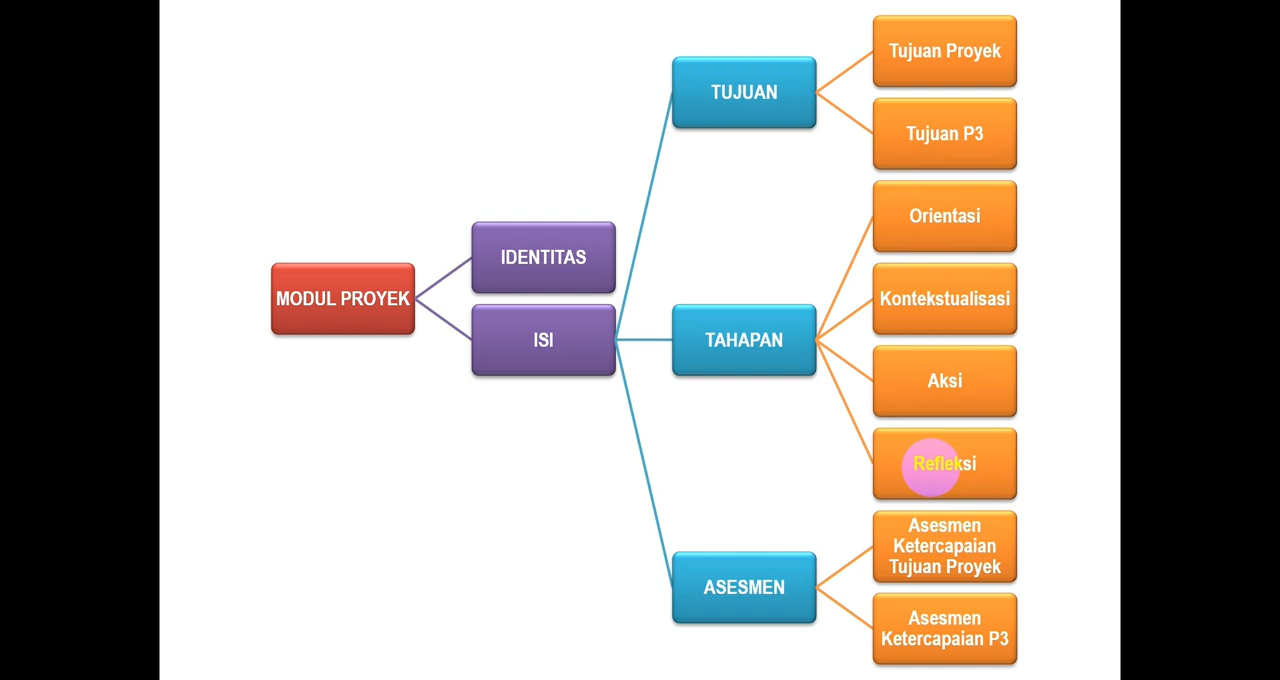 MODUL PROYEK
IDENTITAS
ISI
TUJUAN
TAHAPAN
ASESMEN
Tujuan Proyek
Tujuan P3
Orientasi
Kontekstualisasi
Aksi
Refleksi
Asesmen
Ketercapaian
Tujuan Proyek
Asesmen
Ketercapaian P3